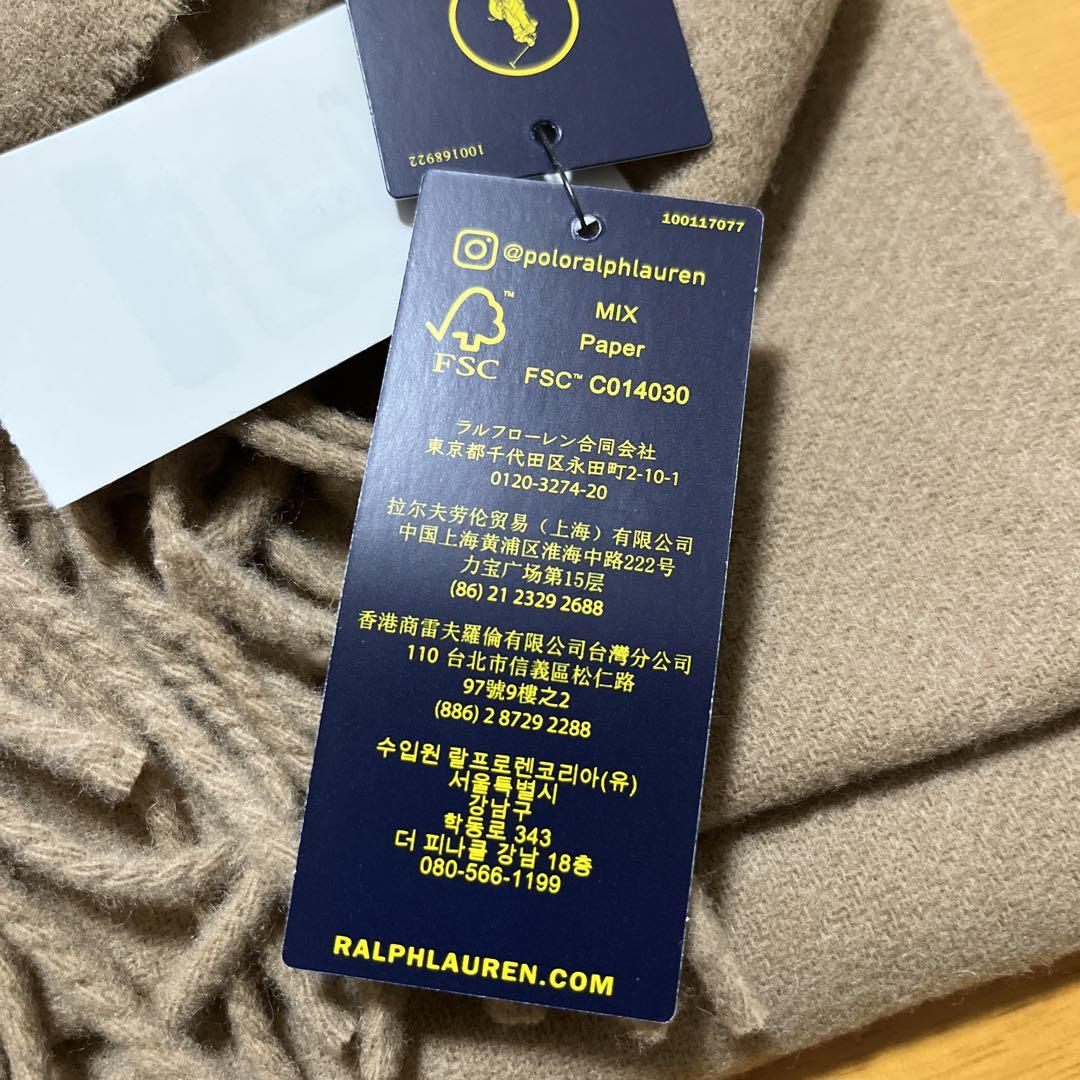 100168922
100117077
@poloralphlauren
FSC™
MIX
Paper
FSC™ C014030
ラルフローレン合同会社
東京都千代田区永田町2-10-1
0120-3274-20
拉尔夫劳伦贸易（上海）有限公司
中国上海黄浦区淮海中路222号
力宝广场第15层
(86) 21 2329 2688
香港商雷夫羅倫有限公司台灣分公司
110 台北市信義區松仁路
97號9樓之2
(886) 2 8729 2288
수입원 랄프로렌코리아(유)
서울특별시
강남구
학동로 343
더 피나클 강남 18층
080-566-1199
RALPHLAUREN.COM